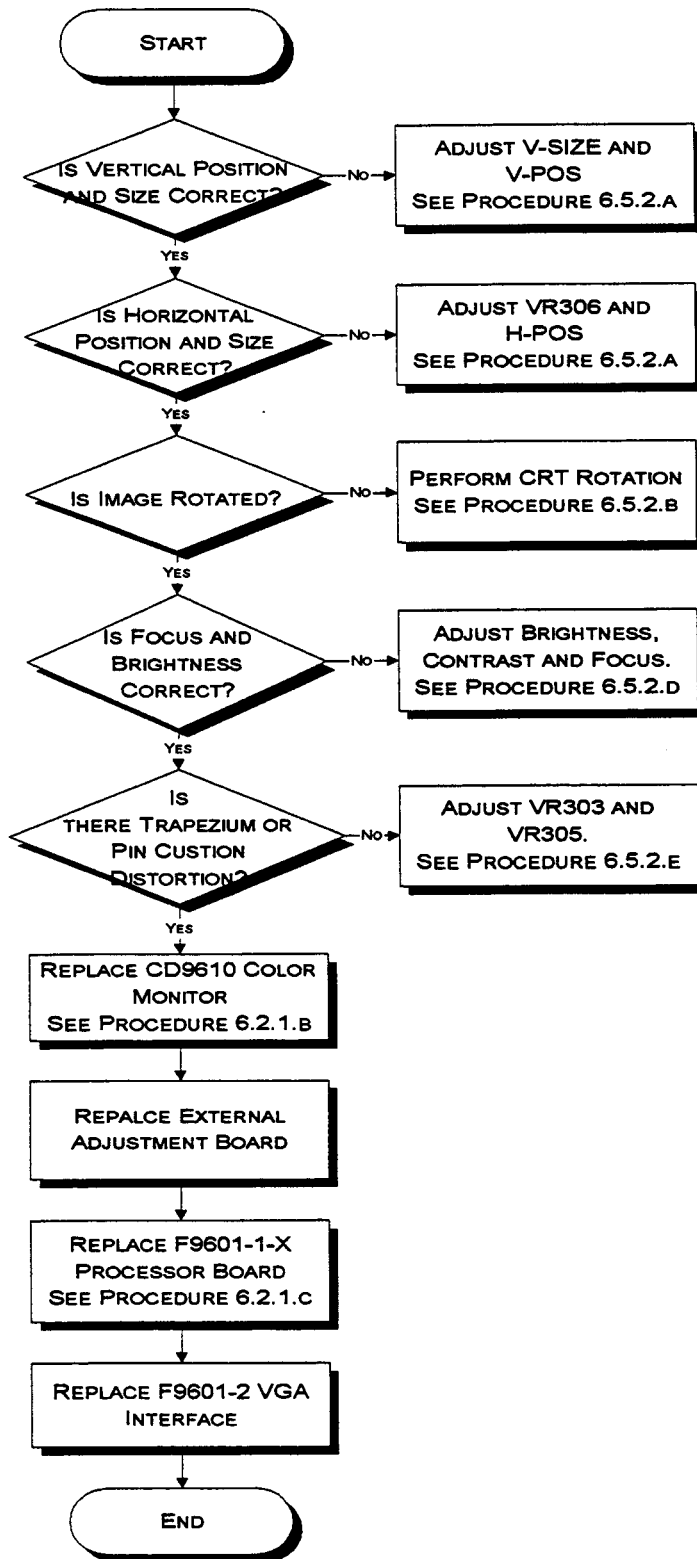 START
IS VERTICAL POSITION
AND SIZE CORRECT?
NO
ADJUST V-SIZE AND
V-POS
SEE PROCEDURE 6.5.2.A
YES
IS HORIZONTAL
POSITION AND SIZE
CORRECT?
NO
ADJUST VR306 AND
H-POS
SEE PROCEDURE 6.5.2.A
YES
IS IMAGE ROTATED?
NO
PERFORM CRT ROTATION
SEE PROCEDURE 6.5.2.B
YES
IS FOCUS AND
BRIGHTNESS
CORRECT?
NO
ADJUST BRIGHTNESS,
CONTRAST AND FOCUS.
SEE PROCEDURE 6.5.2.D
YES
IS
THERE TRAPEZIUM OR
PIN CUSTION
DISTORTION?
NO
ADJUST VR303 AND
VR305.
SEE PROCEDURE 6.5.2.E
YES
REPLACE CD9610 COLOR
MONITOR
SEE PROCEDURE 6.2.1.B
REPALCE EXTERNAL
ADJUSTMENT BOARD
REPLACE F9601-1-X
PROCESSOR BOARD
SEE PROCEDURE 6.2.1.C
REPLACE F9601-2 VGA
INTERFACE
END